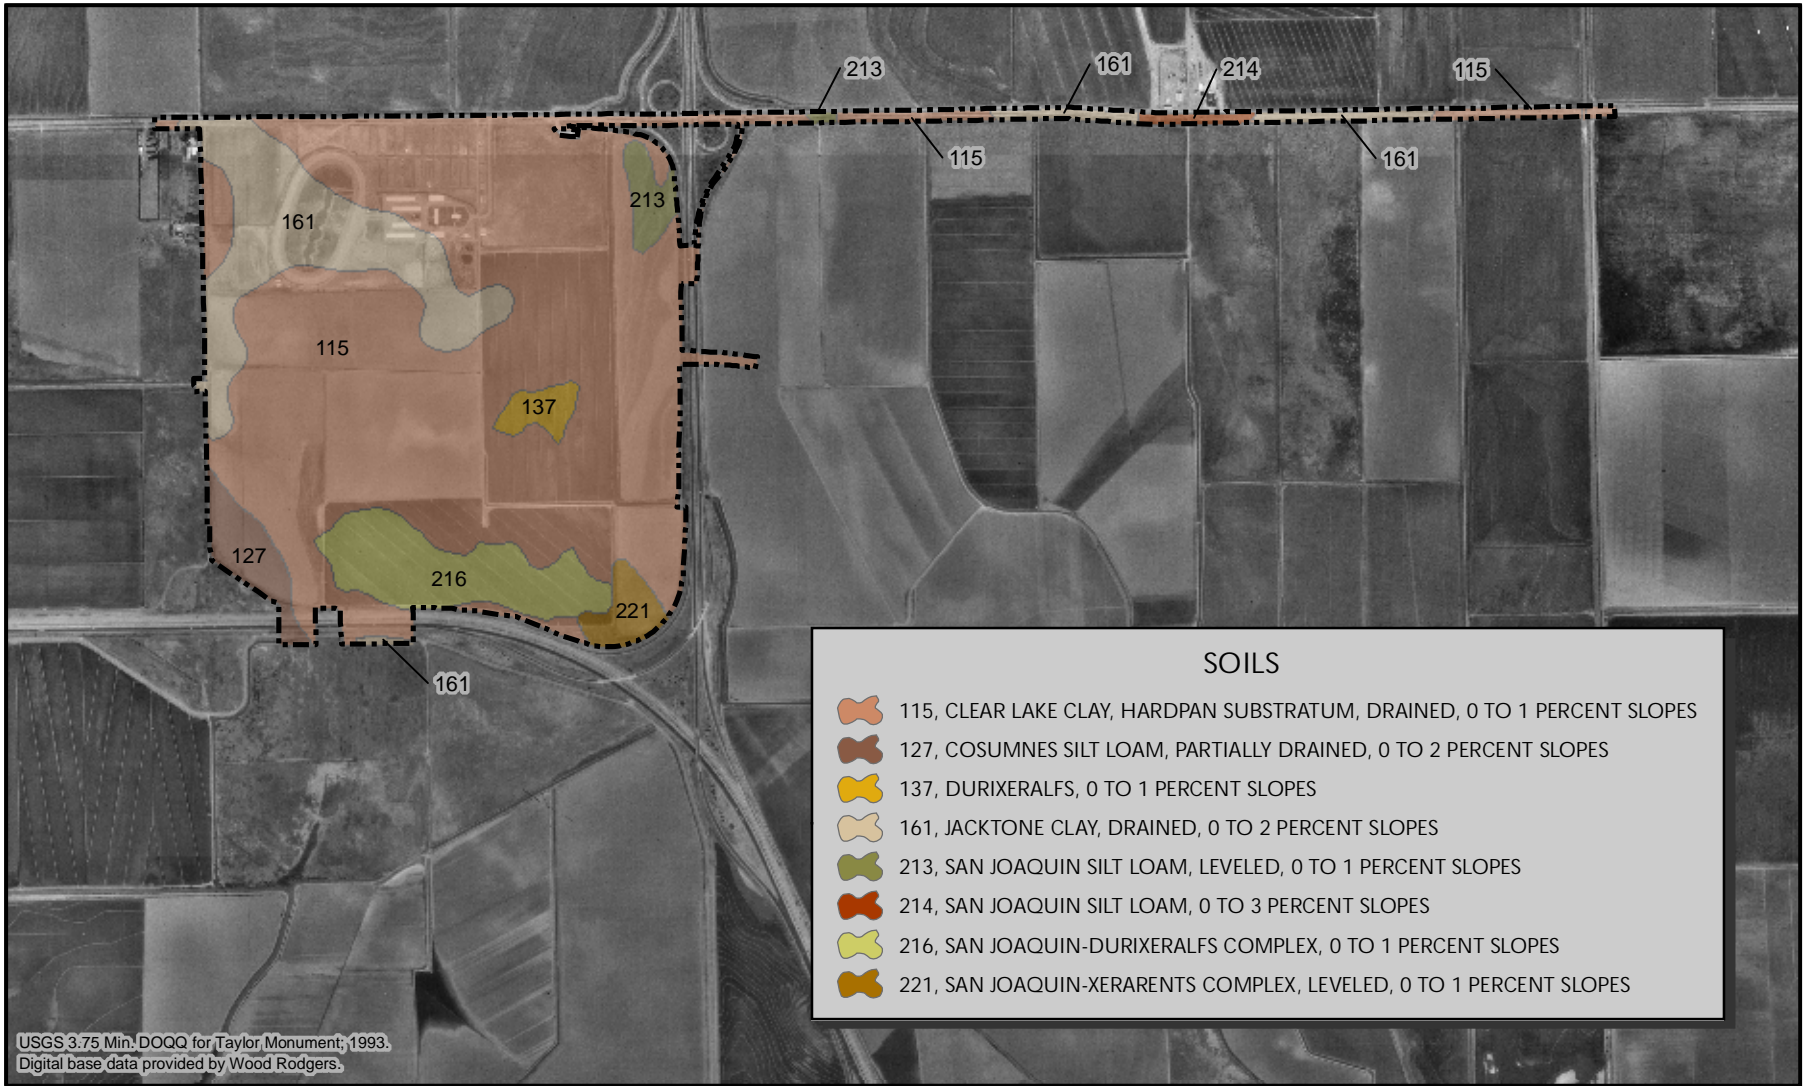 213
161
214
115
115
161
213
161
115
137
127
216
221
161
SOILS
115, CLEAR LAKE CLAY, HARDPAN SUBSTRATUM, DRAINED, 0 TO 1 PERCENT SLOPES
127, COSUMNES SILT LOAM, PARTIALLY DRAINED, 0 TO 2 PERCENT SLOPES
137, DURIXERALFS, 0 TO 1 PERCENT SLOPES
161, JACKTONE CLAY, DRAINED, 0 TO 2 PERCENT SLOPES
213, SAN JOAQUIN SILT LOAM, LEVELED, 0 TO 1 PERCENT SLOPES
214, SAN JOAQUIN SILT LOAM, 0 TO 3 PERCENT SLOPES
216, SAN JOAQUIN-DURIXERALFS COMPLEX, 0 TO 1 PERCENT SLOPES
221, SAN JOAQUIN-XERARENTS COMPLEX, LEVELED, 0 TO 1 PERCENT SLOPES
USGS 3.75 Min. DOQQ for Taylor Monument; 1993.
Digital base data provided by Wood Rodgers.